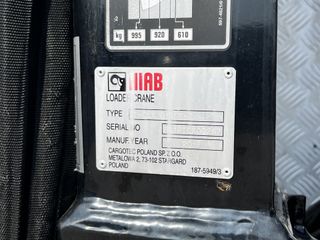 kg 995 920 610
HIAB
LOADER CRANE
TYPE
SERIAL NO
MANUF. YEAR
CARGOTEC POLAND SP. Z O.O.
METALOWA 2, 73-102 STARGARD
POLAND
187-5949/3